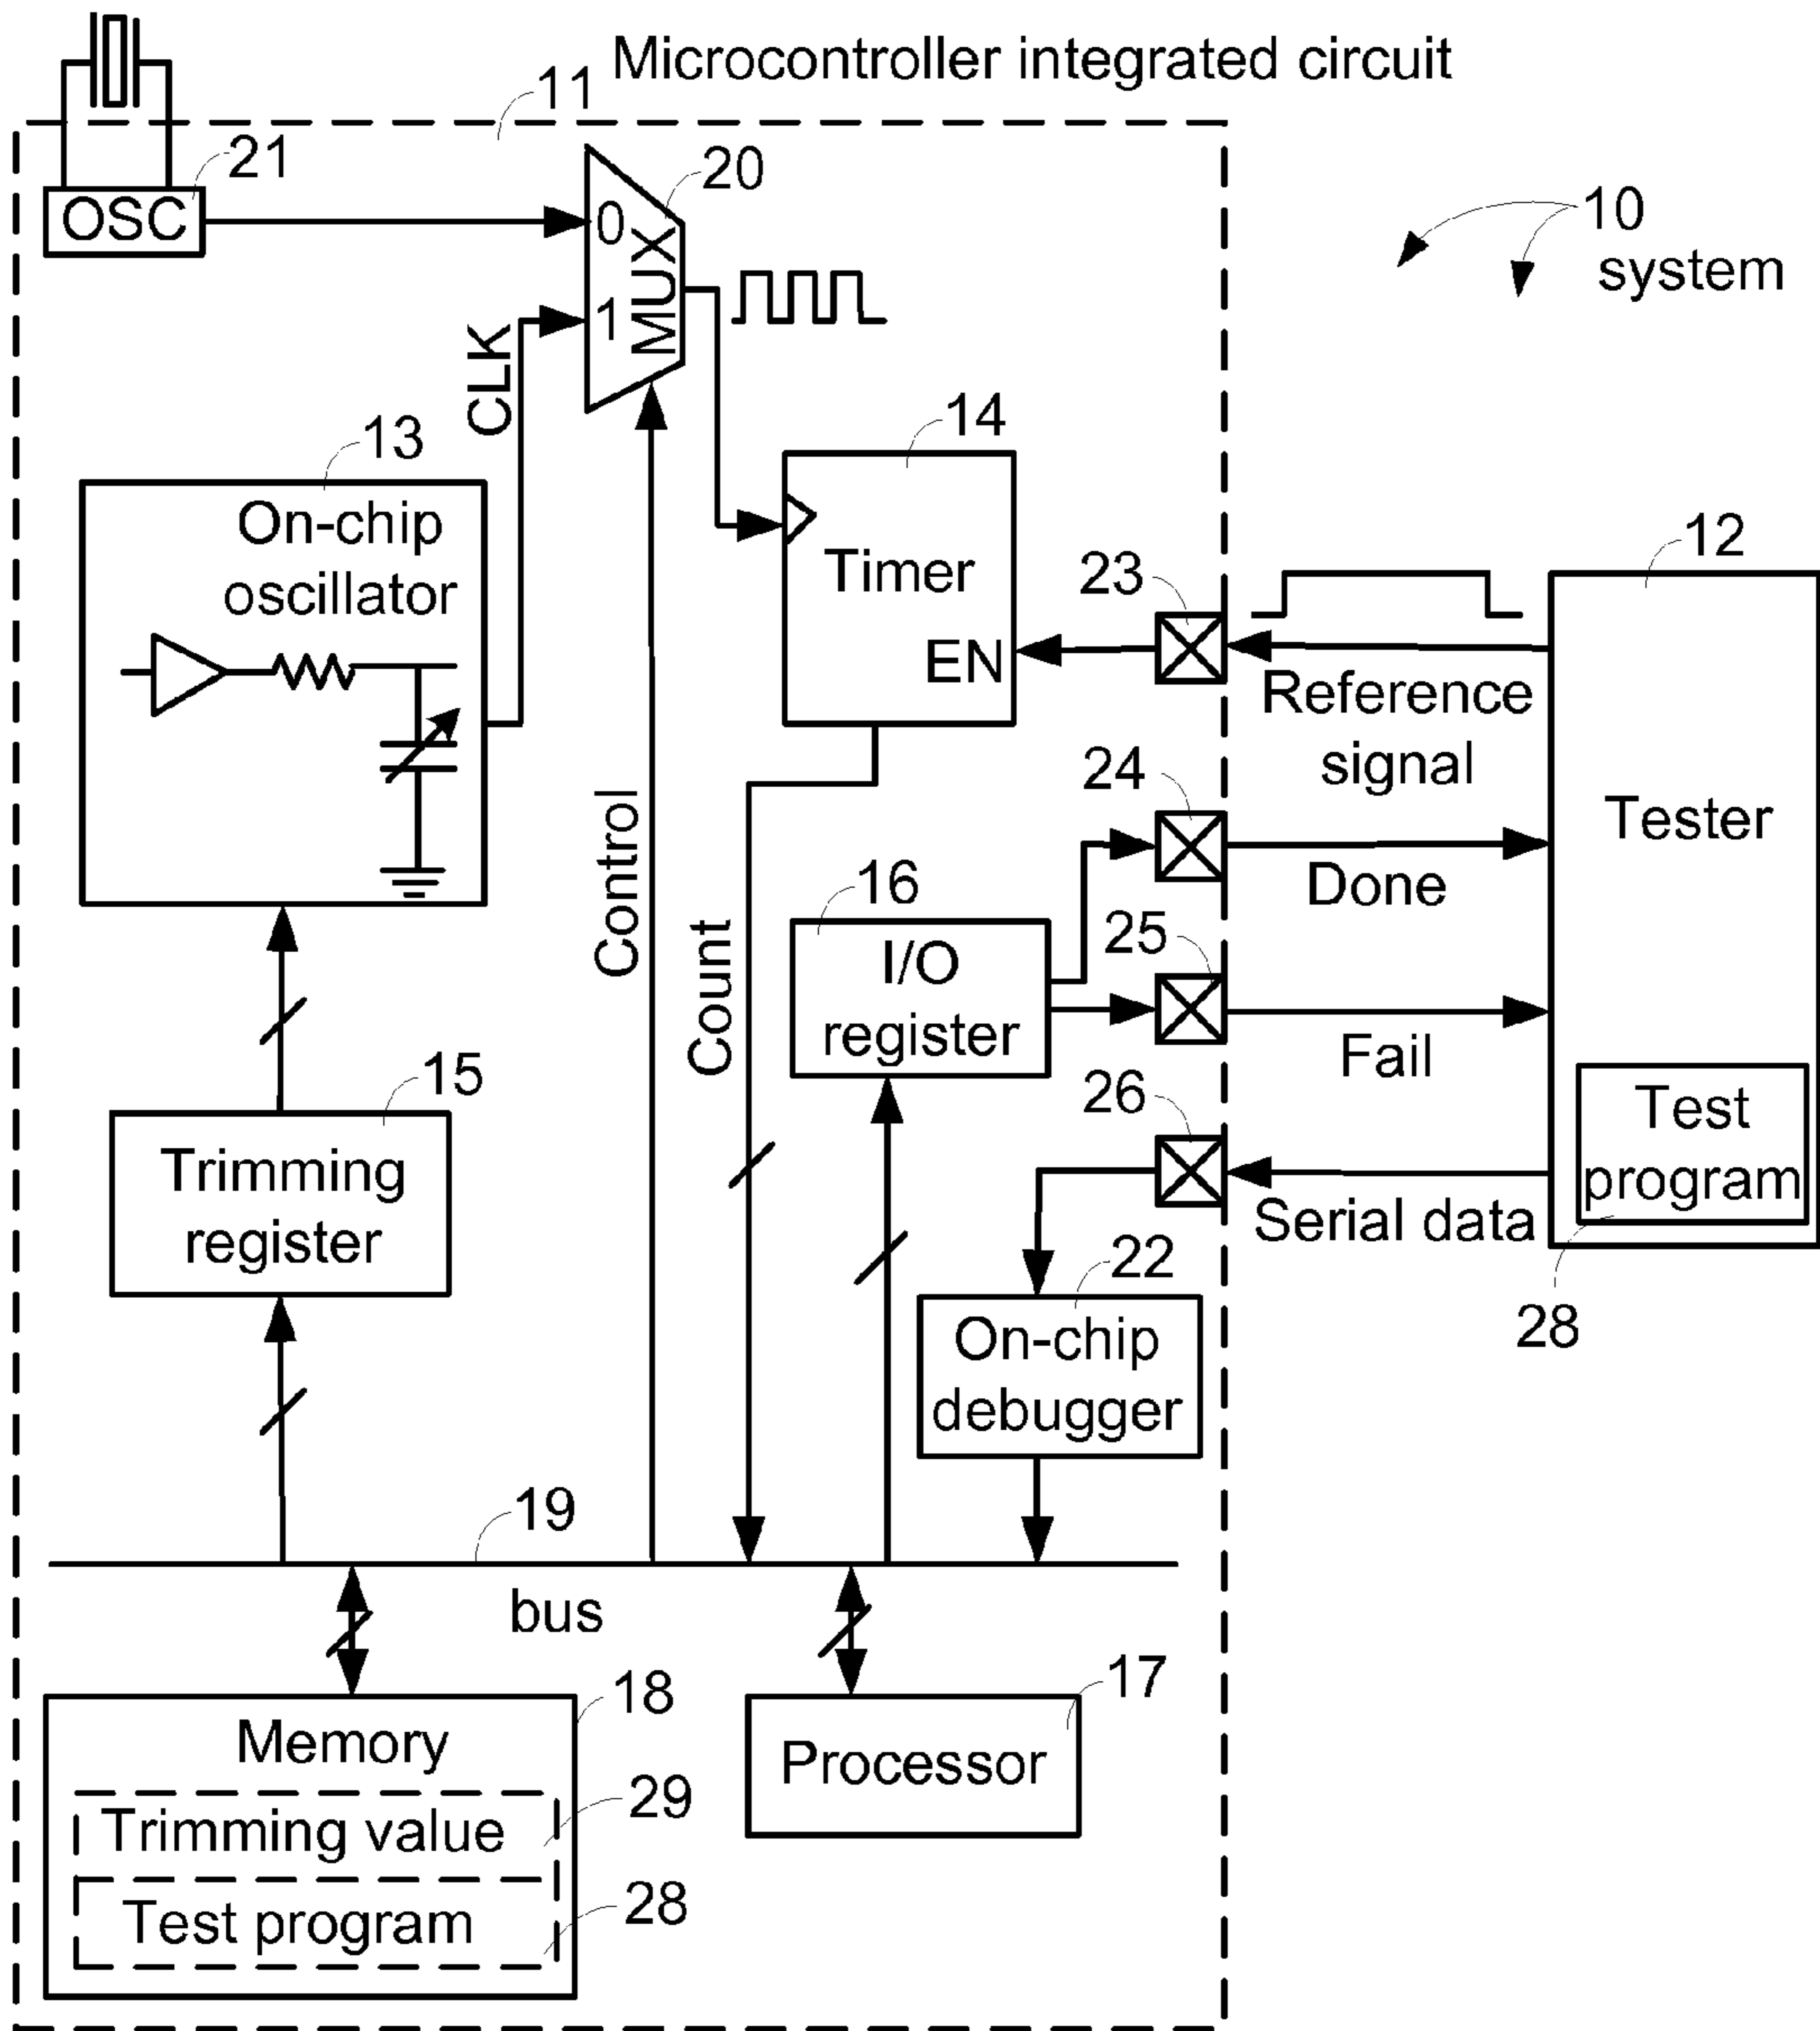 Microcontroller integrated circuit
11
21
20
OSC
0
MUX
1
10
system
CLK
13
14
On-chip
oscillator
12
23
Timer
EN
Reference
signal
24
Tester
Control
Done
16
Count
25
I/O
register
Fail
15
26
Test
program
Trimming
register
Serial data
22
28
On-chip
debugger
19
bus
18
17
Memory
Processor
29
Trimming value
28
Test program